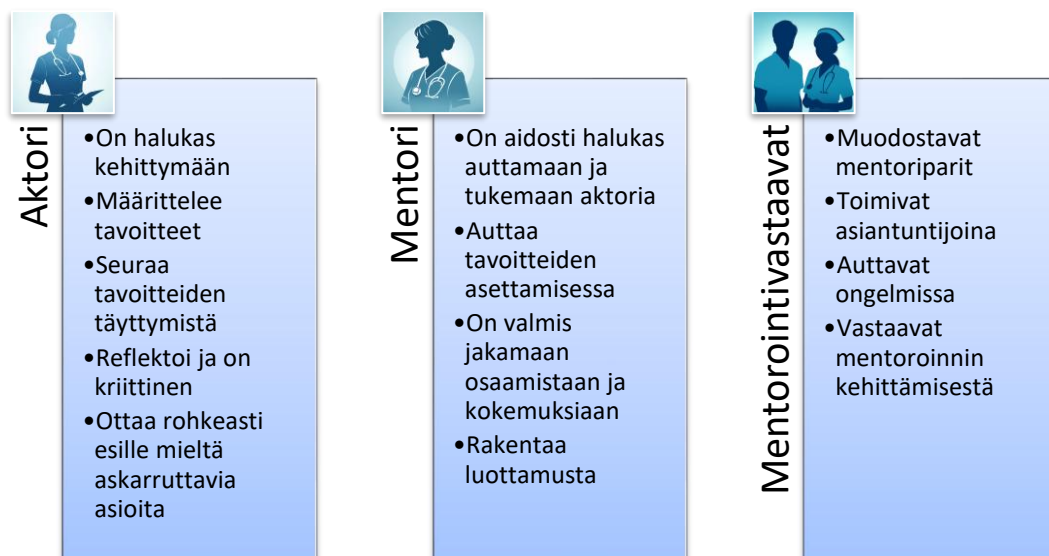 Aktori
•On halukas
kehittymään
•Määrittelee
tavoitteet
•Seuraa
tavoitteiden
täyttymistä
•Reflektoi ja on
kriittinen
•Ottaa rohkeasti
esille mieltä
askarruttavia
asioita
Mentori
•On aidosti halukas
auttamaan ja
tukemaan aktoria
•Auttaa
tavoitteiden
asettamisessa
•On valmis
jakamaan
osaamistaan ja
kokemuksiaan
•Rakentaa
luottamusta
Mentorointivastaavat
•Muodostavat
mentoriparit
•Toimivat
asiantuntijoina
•Auttavat
ongelmissa
•Vastaavat
mentoroinnin
kehittämisestä